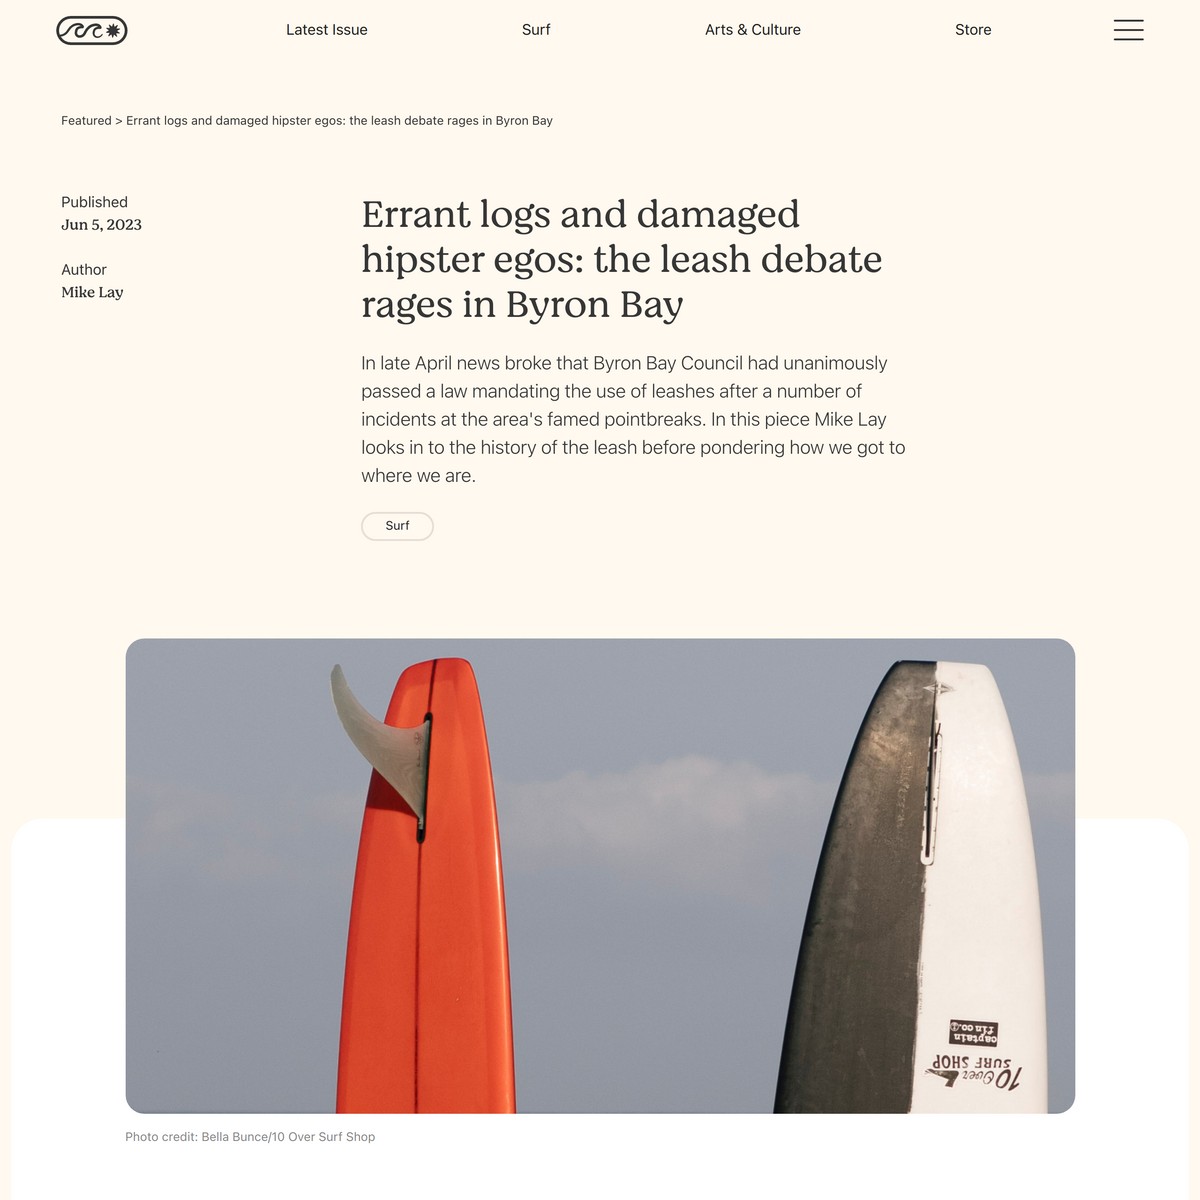 Latest Issue
Surf
Arts & Culture
Store
Featured > Errant logs and damaged hipster egos: the leash debate rages in Byron Bay
Published
Jun 5, 2023
Author
Mike Lay
Errant logs and damaged
hipster egos: the leash debate
rages in Byron Bay
In late April news broke that Byron Bay Council had unanimously
passed a law mandating the use of leashes after a number of
incidents at the area's famed pointbreaks. In this piece Mike Lay
looks in to the history of the leash before pondering how we got to
where we are.
Surf
captain
fin co.®
10 Over
SURF SHOP
Photo credit: Bella Bunce/10 Over Surf Shop